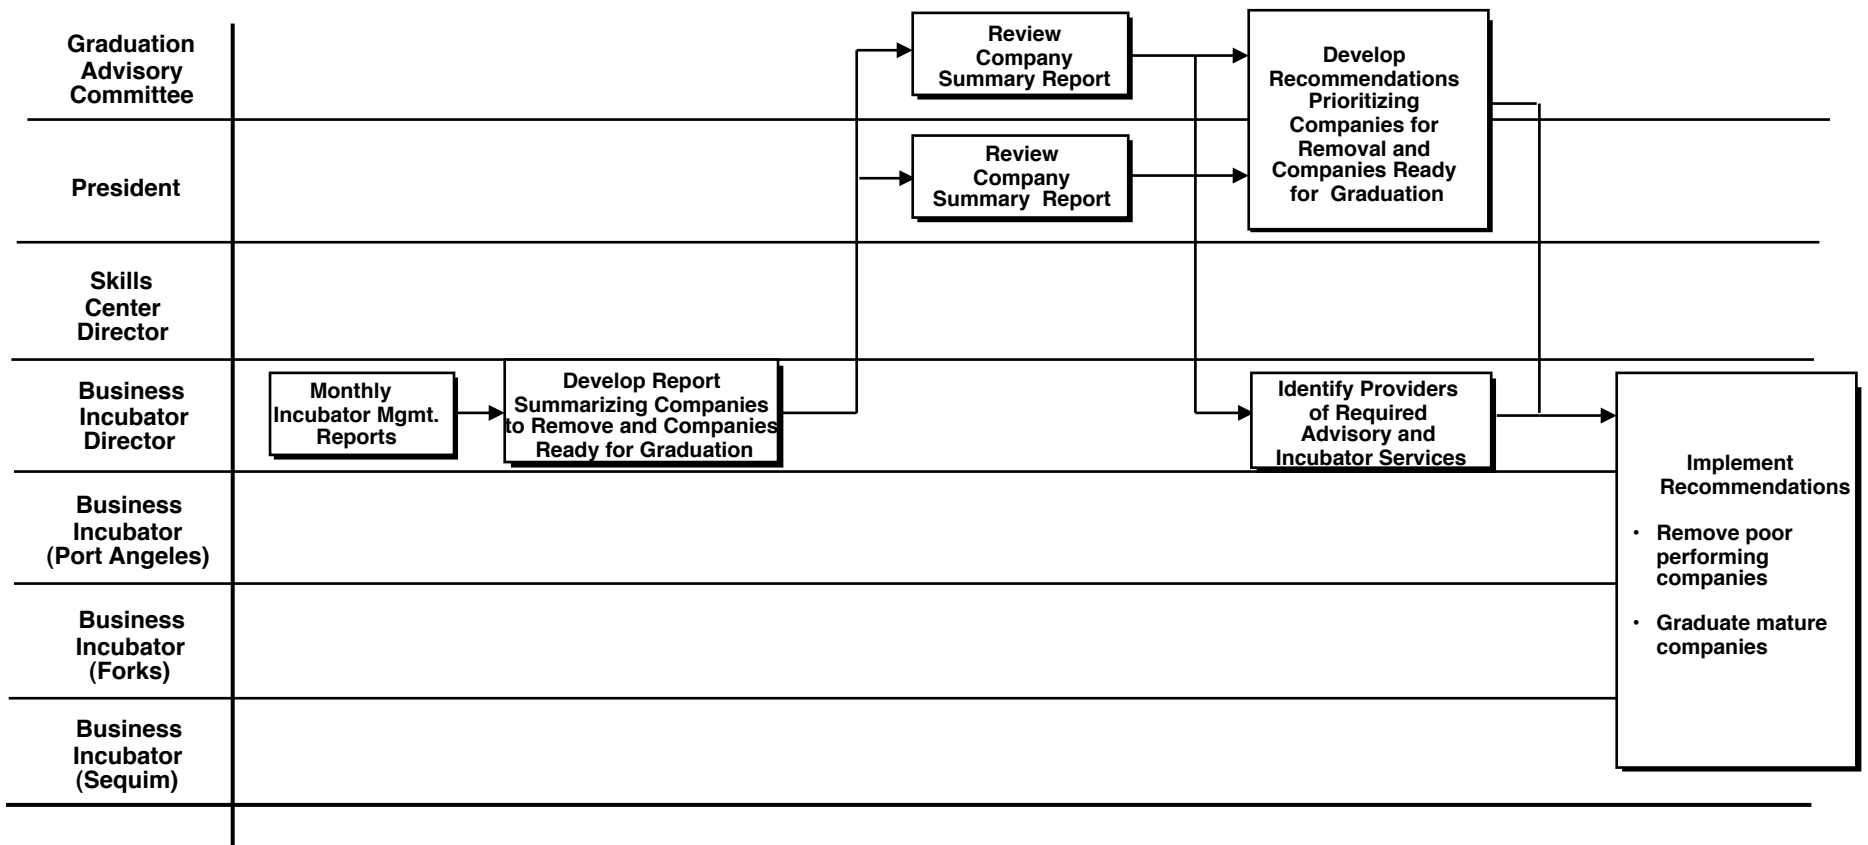 Graduation
Advisory
Committee
Review
Company
Summary Report
Develop
Recommendations
Prioritizing
Companies for
Removal and
Companies Ready
for Graduation
President
Review
Company
Summary Report
Skills
Center
Director
Business
Incubator
Director
Monthly
Incubator Mgmt.
Reports
Develop Report
Summarizing Companies
to Remove and Companies
Ready for Graduation
Identify Providers
of Required
Advisory and
Incubator Services
Implement
Recommendations
• Remove poor
performing
companies
• Graduate mature
companies
Business
Incubator
(Port Angeles)
Business
Incubator
(Forks)
Business
Incubator
(Sequim)